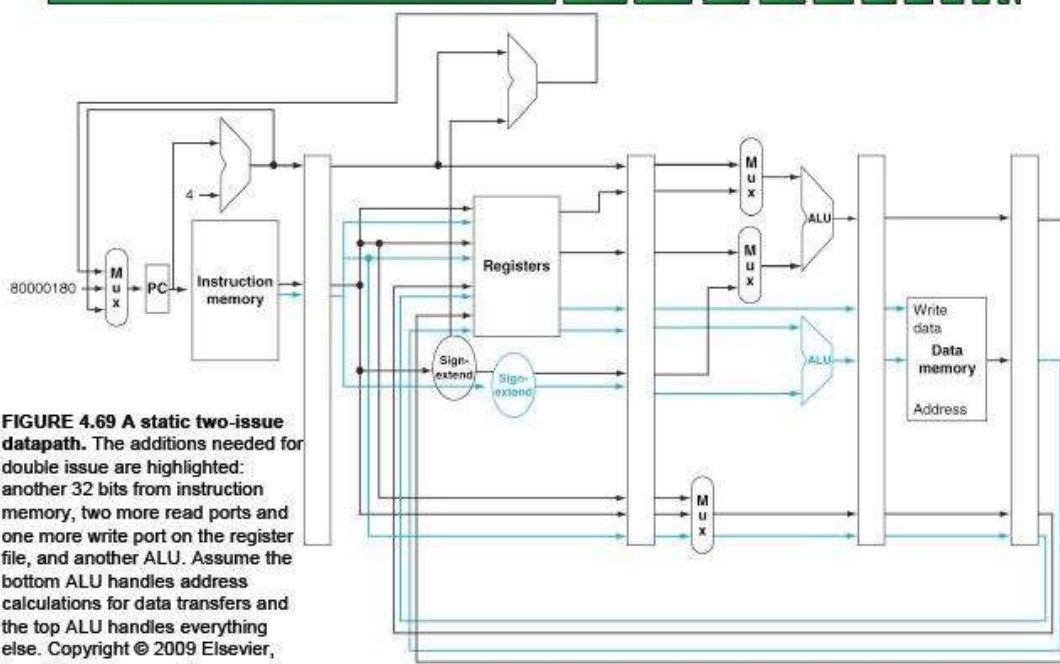 M
u
x
ALU
4
M
u
x
80000180
M
u
x
PC
Instruction
memory
Registers
Write
data
Data
memory
Address
ALU
Sign-
extend
Sign-
extend
M
u
x
FIGURE 4.69 A static two-issue
datapath. The additions needed for
double issue are highlighted:
another 32 bits from instruction
memory, two more read ports and
one more write port on the register
file, and another ALU. Assume the
bottom ALU handles address
calculations for data transfers and
the top ALU handles everything
else. Copyright © 2009 Elsevier,